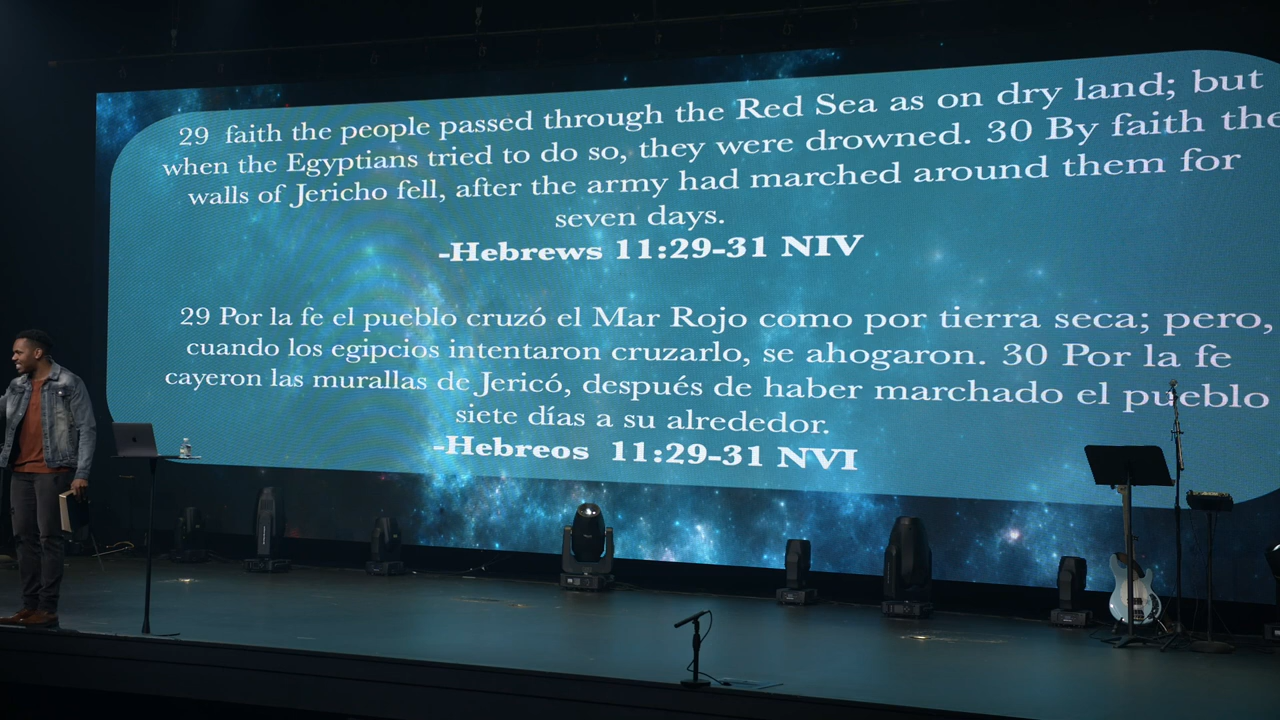 29 faith the people passed through the Red Sea as on dry land; but
when the Egyptians tried to do so, they were drowned. 30 By faith the
walls of Jericho fell, after the army had marched around them for
seven days.
-Hebrews 11:29-31 NIV
29 Por la fe el pueblo cruzó el Mar Rojo como por tierra seca; pero,
cuando los egipcios intentaron cruzarlo, se ahogaron. 30 Por la fe
cayeron las murallas de Jericó, después de haber marchado el pueblo
siete días a su alrededor.
-Hebreos 11:29-31 NVI